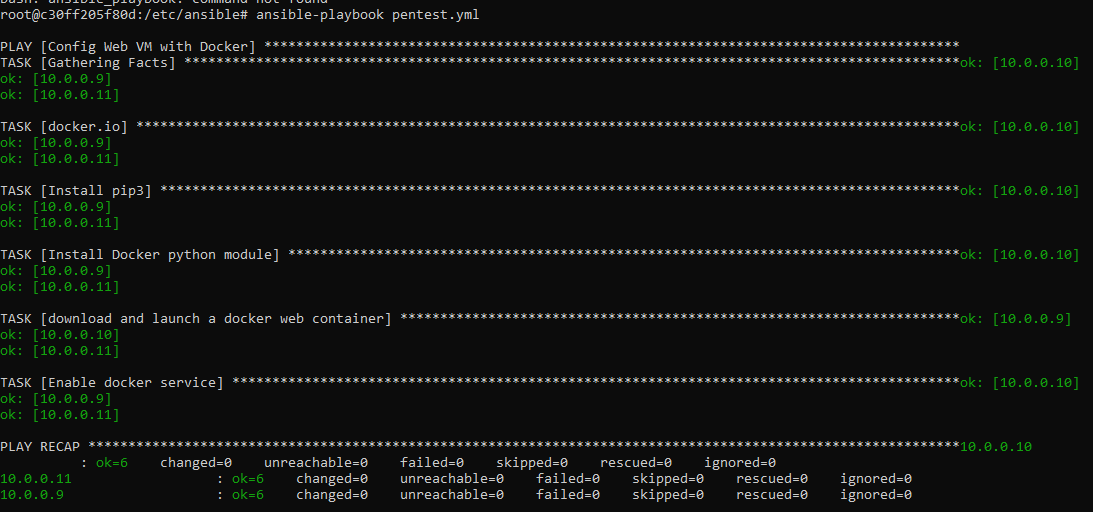 bash: ansible_playbook: command not found
root@c30ff205f80d:/etc/ansible# ansible-playbook pentest.yml
PLAY [Config Web VM with Docker] ***************************************************************************************
TASK [Gathering Facts] *************************************************************************************************ok: [10.0.0.10]
ok: [10.0.0.9]
ok: [10.0.0.11]
TASK [docker.io] *******************************************************************************************************ok: [10.0.0.10]
ok: [10.0.0.9]
ok: [10.0.0.11]
TASK [Install pip3] ****************************************************************************************************ok: [10.0.0.10]
ok: [10.0.0.9]
ok: [10.0.0.11]
TASK [Install Docker python module] ************************************************************************************ok: [10.0.0.10]
ok: [10.0.0.9]
ok: [10.0.0.11]
TASK [download and launch a docker web container] **********************************************************************ok: [10.0.0.9]
ok: [10.0.0.10]
ok: [10.0.0.11]
TASK [Enable docker service] *******************************************************************************************ok: [10.0.0.10]
ok: [10.0.0.9]
ok: [10.0.0.11]
PLAY RECAP *************************************************************************************************************10.0.0.10
: ok=6    changed=0    unreachable=0    failed=0    skipped=0    rescued=0    ignored=0
10.0.0.11                  : ok=6    changed=0    unreachable=0    failed=0    skipped=0    rescued=0    ignored=0
10.0.0.9                   : ok=6    changed=0    unreachable=0    failed=0    skipped=0    rescued=0    ignored=0